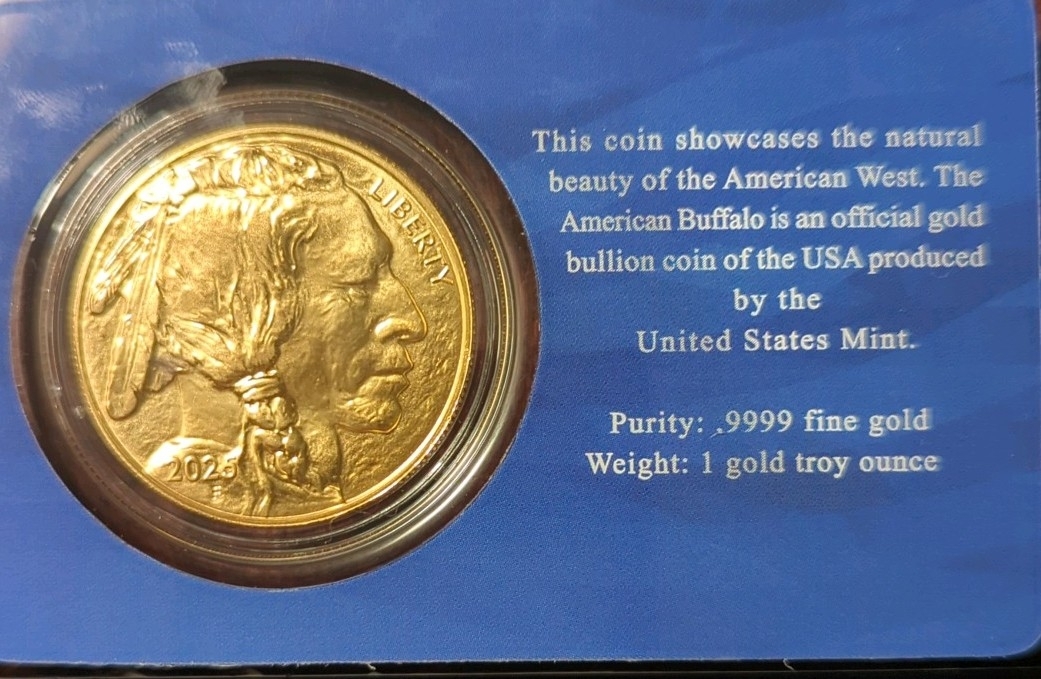 LIBERTY
2025
This coin showcases the natural
beauty of the American West. The
American Buffalo is an official gold
bullion coin of the USA produced
by the
United States Mint.
Purity: .9999 fine gold
Weight: 1 gold troy ounce